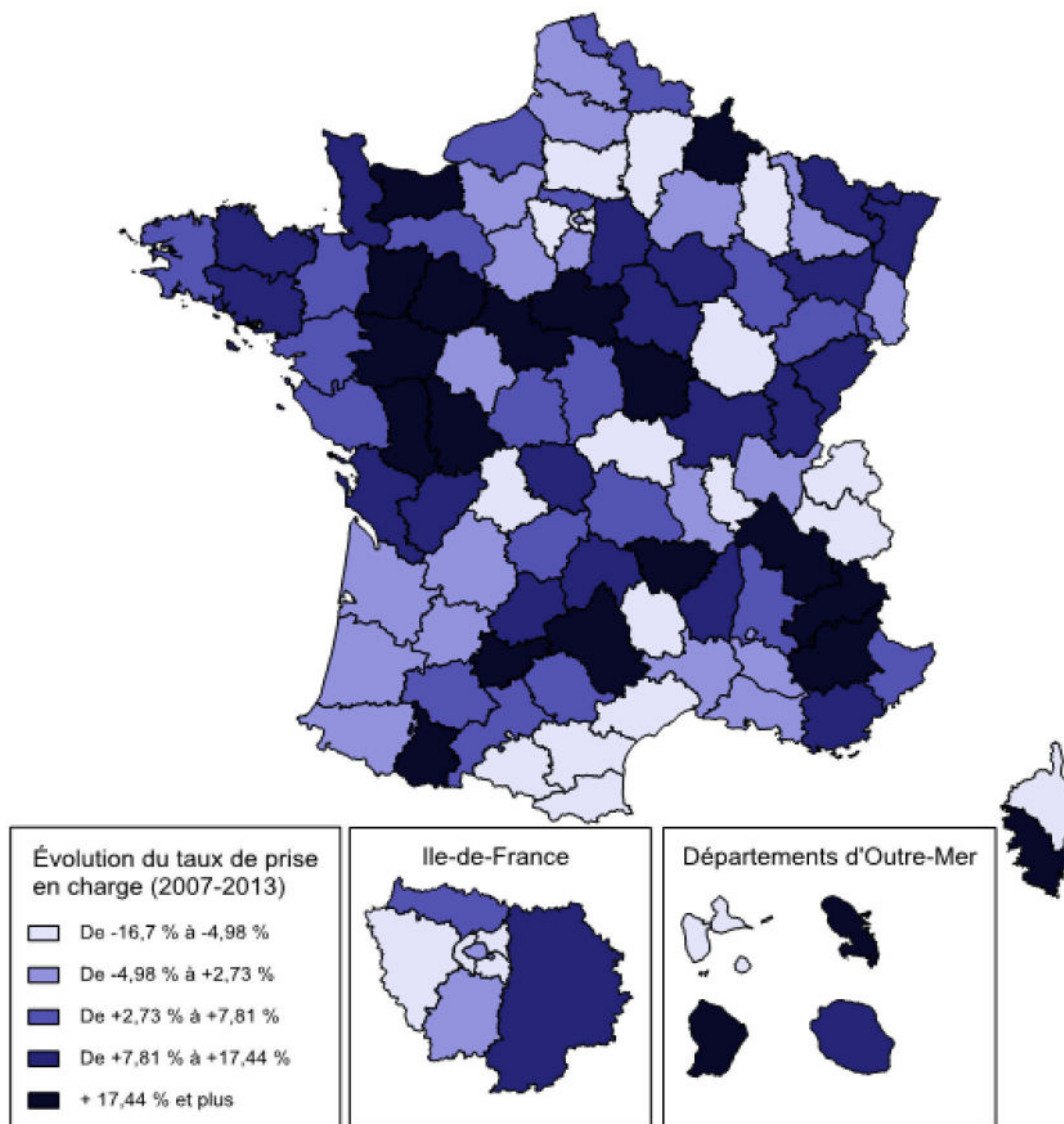 Évolution du taux de prise
en charge (2007-2013)
De -16,7 % à -4,98 %
De -4,98 % à +2,73 %
De +2,73 % à +7,81 %
De +7,81 % à +17,44 %
+ 17,44 % et plus
Ile-de-France
Départements d'Outre-Mer